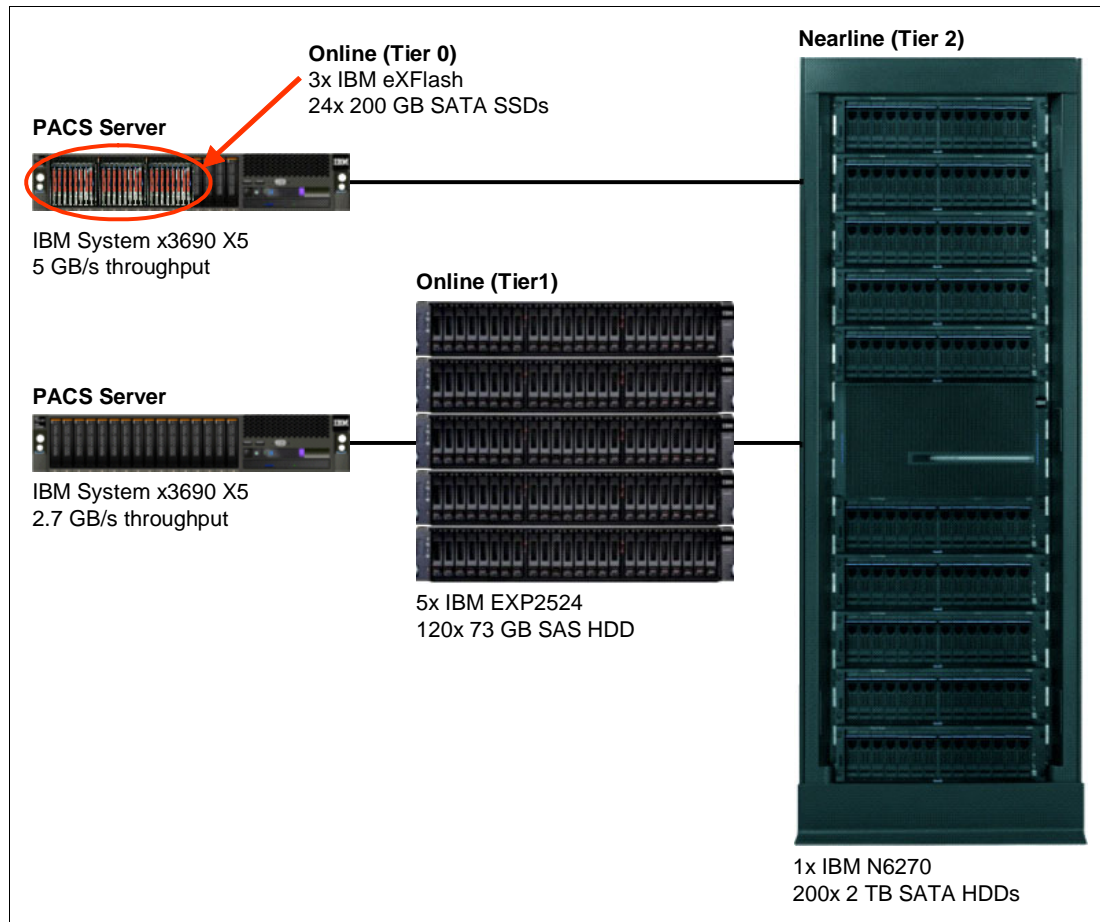 Online (Tier 0)
3x IBM eXFlash
24x 200 GB SATA SSDs
Nearline (Tier 2)
PACS Server
IBM
IBM System x3690 X5
5 GB/s throughput
Online (Tier1)
PACS Server
IBM
IBM System x3690 X5
2.7 GB/s throughput
5x IBM EXP2524
120x 73 GB SAS HDD
1x IBM N6270
200x 2 TB SATA HDDs